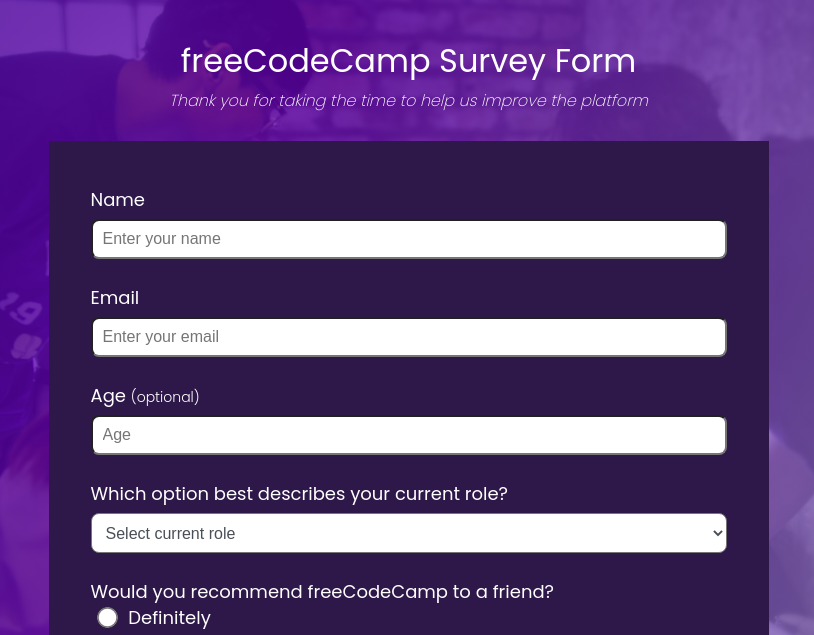 freeCodeCamp Survey Form
Thank you for taking the time to help us improve the platform
Name
Enter your name
Email
Enter your email
Age (optional)
Age
Which option best describes your current role?
Select current role
Would you recommend freeCodeCamp to a friend?
Definitely
19